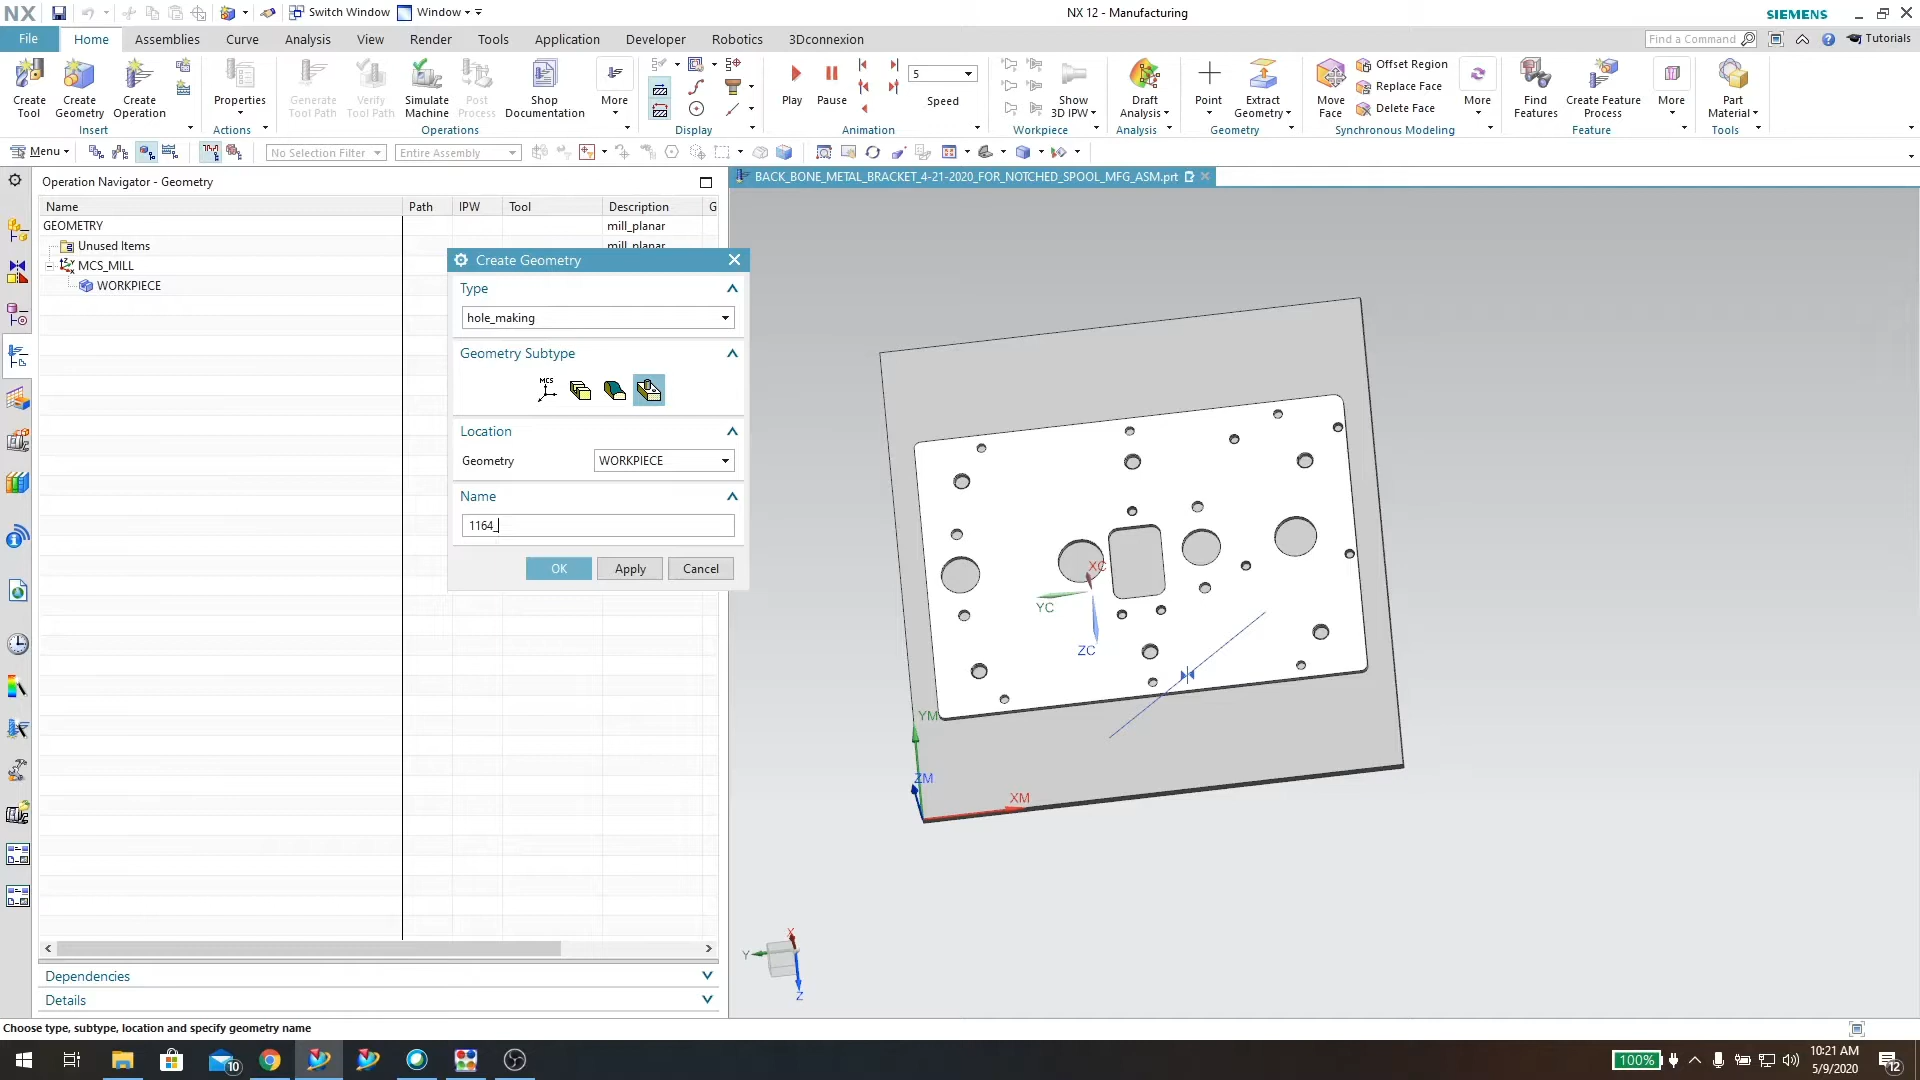 NX
Switch Window
Window
NX 12 - Manufacturing
SIEMENS
File
Home
Assemblies
Curve
Analysis
View
Render
Tools
Application
Developer
Robotics
3Dconnexion
Find a Command
Tutorials
Create Tool
Create Geometry
Create Operation
Insert
Properties
Actions
Generate Tool Path
Verify Tool Path
Simulate Machine
Post Process
Shop Documentation
More
Operations
Display
Play
Pause
5
Speed
Animation
Show 3D IPW
Workpiece
Draft Analysis
Analysis
Point
Extract Geometry
Geometry
Move Face
Offset Region
Replace Face
Delete Face
More
Synchronous Modeling
Find Features
Create Feature Process
More
Feature
Part Material
Tools
Menu
No Selection Filter
Entire Assembly
Operation Navigator - Geometry
BACK_BONE_METAL_BRACKET_4-21-2020_FOR_NOTCHED_SPOOL_MFG_ASM.prt
Name
Path
IPW
Tool
Description
G
GEOMETRY
mill_planar
Unused Items
mill_planar
MCS_MILL
WORKPIECE
Create Geometry
Type
hole_making
Geometry Subtype
MCS
Location
Geometry
WORKPIECE
Name
1164_
OK
Apply
Cancel
XC
YC
ZC
YM
ZM
XM
X
Y
Z
Dependencies
Details
Choose type, subtype, location and specify geometry name
10
100%
10:21 AM
5/9/2020
12